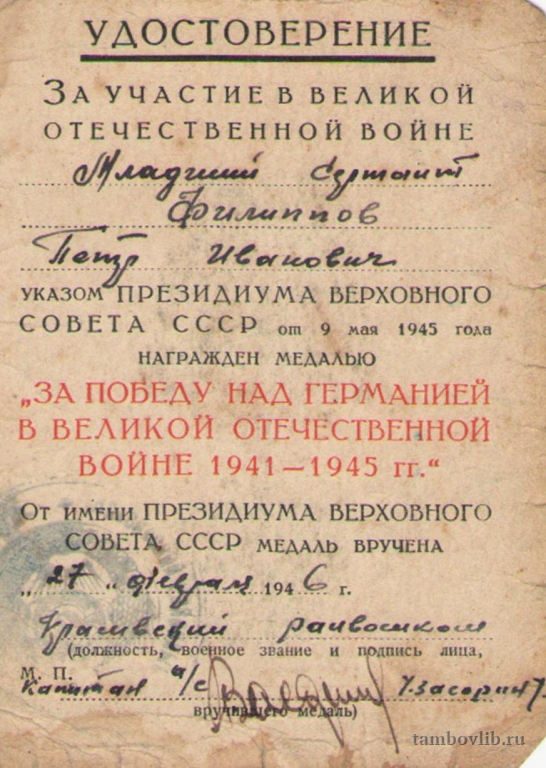 УДОСТОВЕРЕНИЕ
ЗА УЧАСТИЕ В ВЕЛИКОЙ
ОТЕЧЕСТВЕННОЙ ВОЙНЕ
Младший Сержант
Филиппов
Петр Иванович
УКАЗОМ ПРЕЗИДИУМА ВЕРХОВНОГО
СОВЕТА СССР от 9 мая 1945 года
НАГРАЖДЕН МЕДАЛЬЮ
„ЗА ПОБЕДУ НАД ГЕРМАНИЕЙ
В ВЕЛИКОЙ ОТЕЧЕСТВЕННОЙ
ВОЙНЕ 1941—1945 гг.“
От имени ПРЕЗИДИУМА ВЕРХОВНОГО
СОВЕТА СССР МЕДАЛЬ ВРУЧЕНА
„27 „ февраля 1946 г.
райвоенком
(должность, военное звание и подпись лица,
М. П.
Капитан а/с
вручившего медаль)
tambovlib.ru